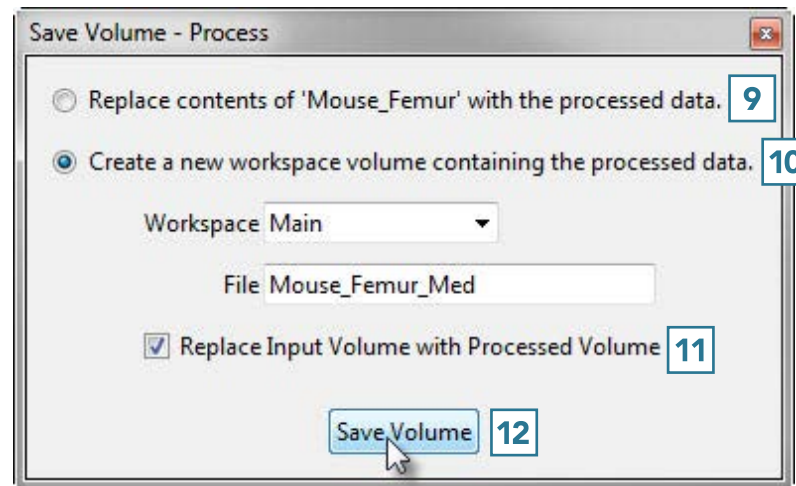 Save Volume - Process
Replace contents of 'Mouse_Femur' with the processed data. 9
Create a new workspace volume containing the processed data. 10
Workspace Main
File Mouse_Femur_Med
Replace Input Volume with Processed Volume 11
Save Volume 12